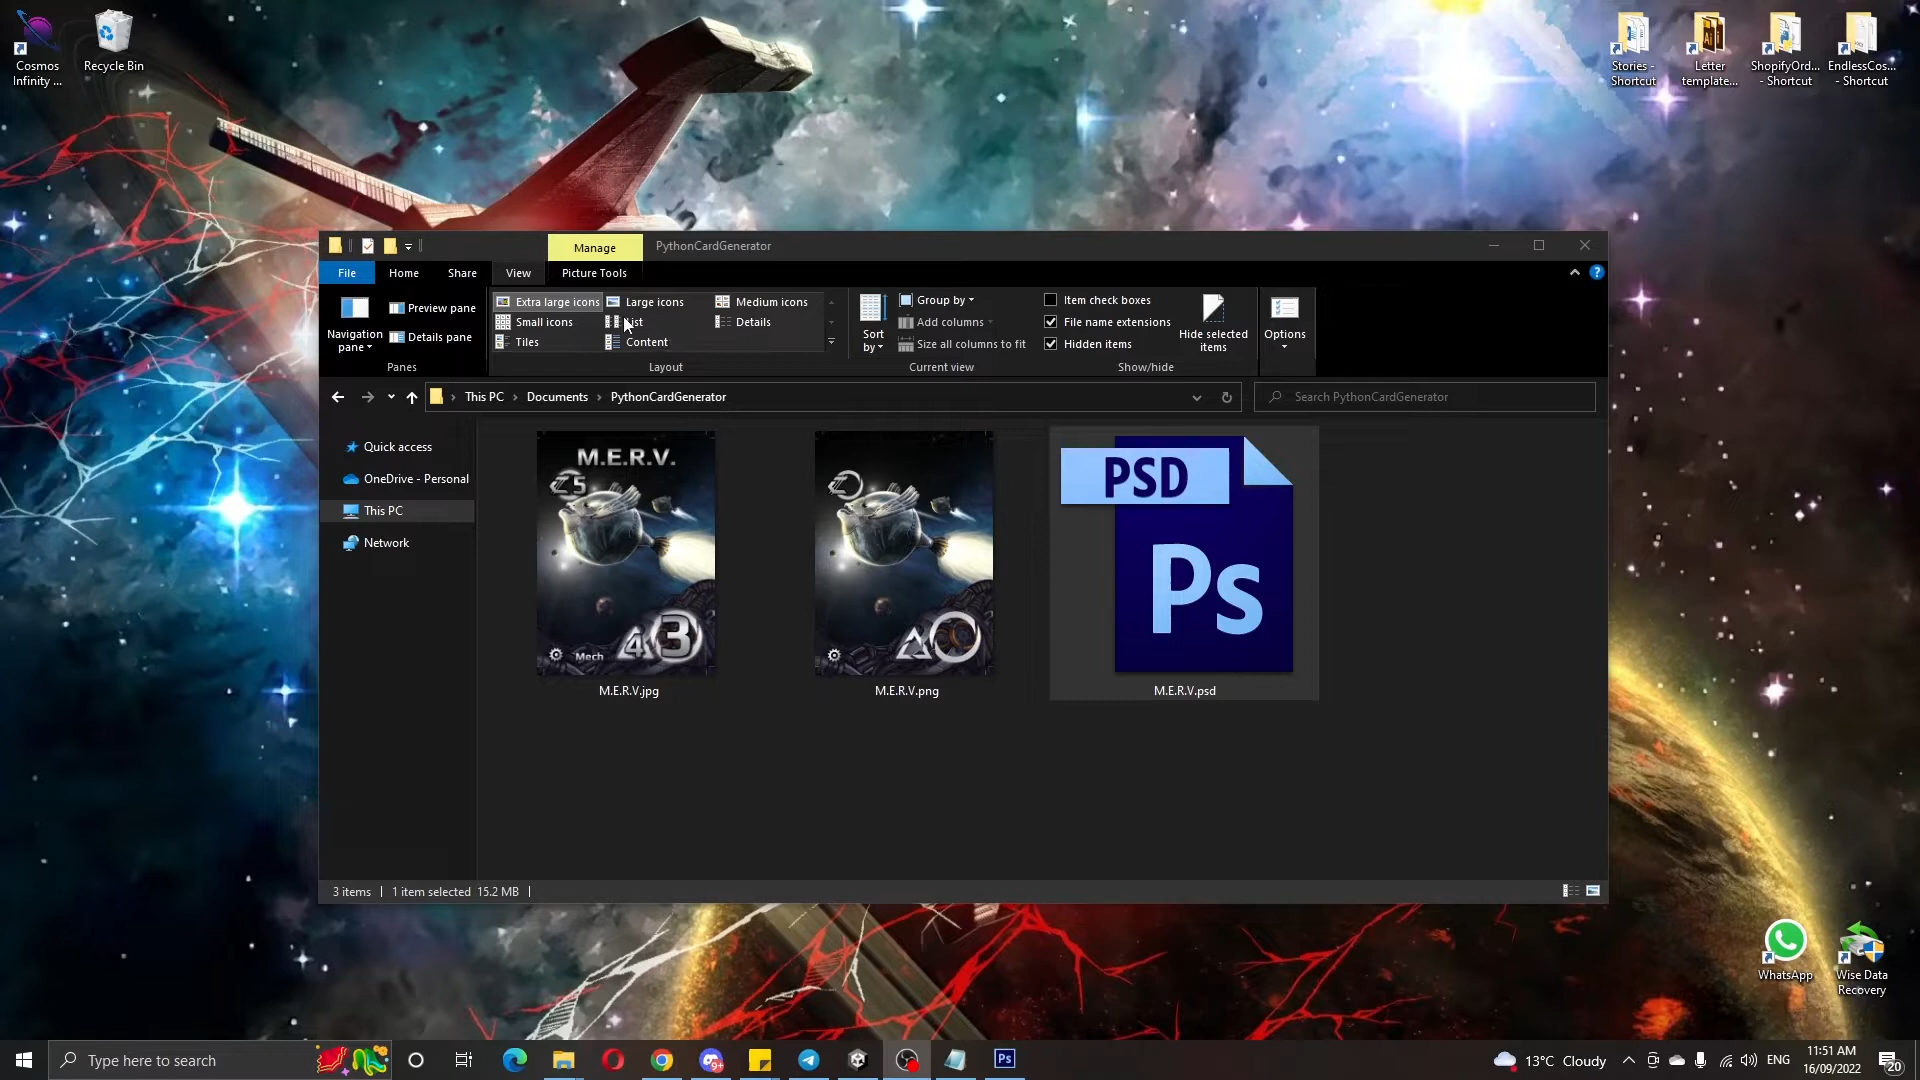 Cosmos
Infinity ...
Recycle Bin
Stories -
Shortcut
Letter
template...
ShopifyOrd...
- Shortcut
EndlessCos...
- Shortcut
Manage
PythonCardGenerator
File
Home
Share
View
Picture Tools
Navigation
pane
Preview pane
Details pane
Panes
Extra large icons
Large icons
Medium icons
Small icons
List
Details
Tiles
Content
Layout
Sort
by
Group by
Add columns
Size all columns to fit
Current view
Item check boxes
File name extensions
Hidden items
Hide selected
items
Show/hide
Options
This PC
Documents
PythonCardGenerator
Search PythonCardGenerator
Quick access
OneDrive - Personal
This PC
Network
M.E.R.V.
5
Mech
4
3
M.E.R.V.jpg
M.E.R.V.png
PSD
Ps
M.E.R.V.psd
3 items
1 item selected 15.2 MB
WhatsApp
Wise Data
Recovery
Type here to search
9+
Ps
13°C Cloudy
ENG
11:51 AM
16/09/2022
20